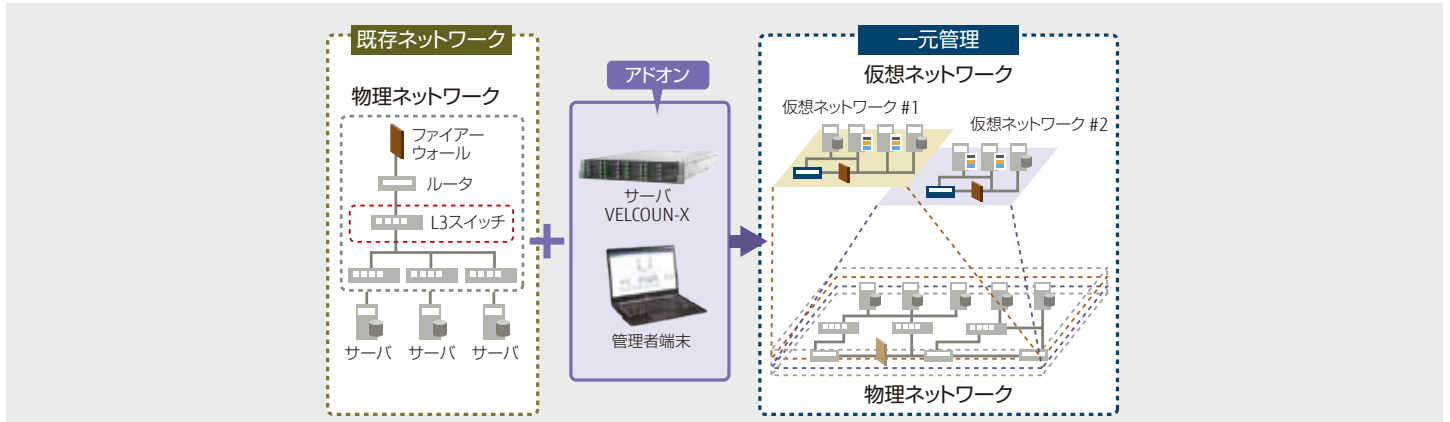 既存ネットワーク
物理ネットワーク
ファイアー
ウォール
ルータ
L3スイッチ
サーバ
サーバ
サーバ
アドオン
サーバ
VELCOUN-X
管理者端末
一元管理
仮想ネットワーク
仮想ネットワーク #1
仮想ネットワーク #2
物理ネットワーク